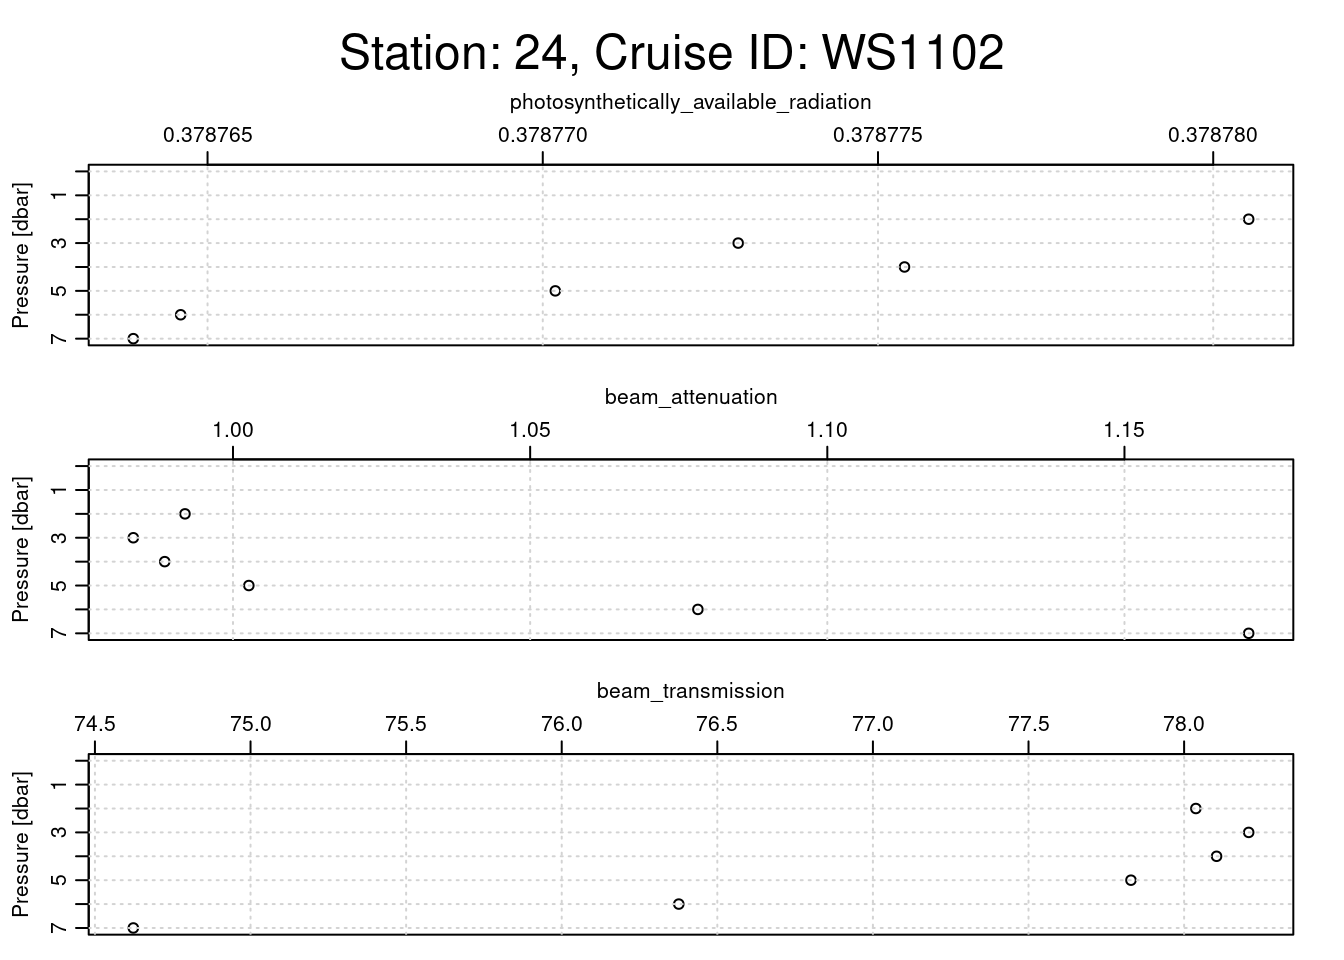 Station: 24, Cruise ID: WS1102
photosynthetically_available_radiation
0.378765 0.378770 0.378775 0.378780
Pressure [dbar]
1
3
5
7
beam_attenuation
1.00 1.05 1.10 1.15
Pressure [dbar]
1
3
5
7
beam_transmission
74.5 75.0 75.5 76.0 76.5 77.0 77.5 78.0
Pressure [dbar]
1
3
5
7